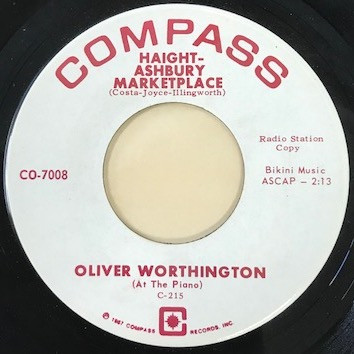 COMPASS
HAIGHT-
ASHBURY
MARKETPLACE
(Costa-Joyce-Illingworth)
Radio Station
Copy
CO-7008
Bikini Music
ASCAP - 2:13
OLIVER WORTHINGTON
(At The Piano)
C-215
© 1967 COMPASS RECORDS, INC.